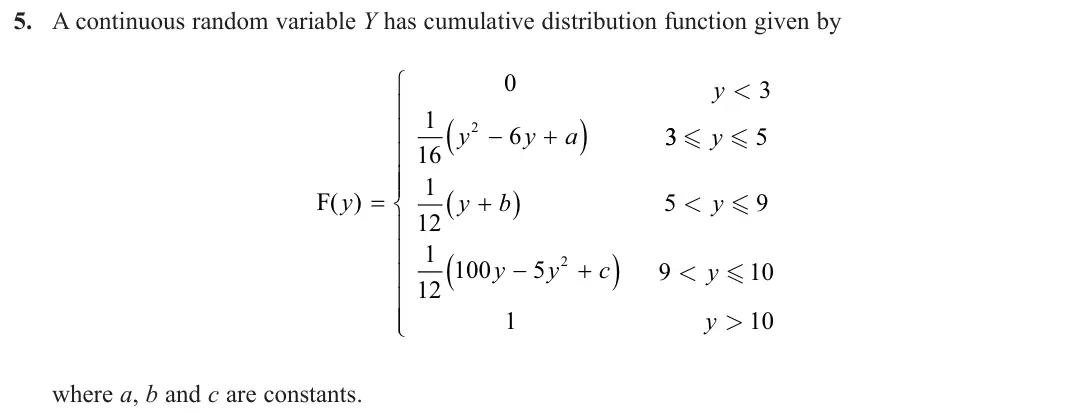 5. A continuous random variable Y has cumulative distribution function given by
0 y < 3
1/16 (y² − 6y + a) 3 ⩽ y ⩽ 5
F(y) = { 1/12 (y + b) 5 < y ⩽ 9
1/12 (100y − 5y² + c) 9 < y ⩽ 10
1 y > 10
where a, b and c are constants.